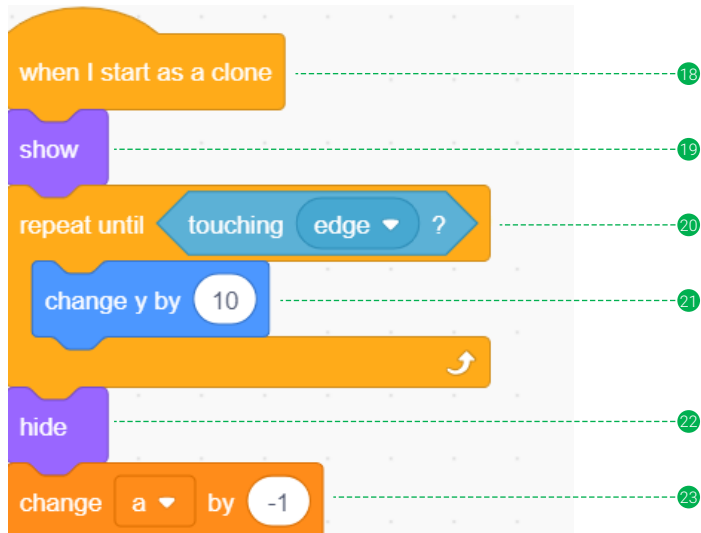 when I start as a clone 18
show 19
repeat until touching edge ? 20
change y by 10 21
hide 22
change a by -1 23